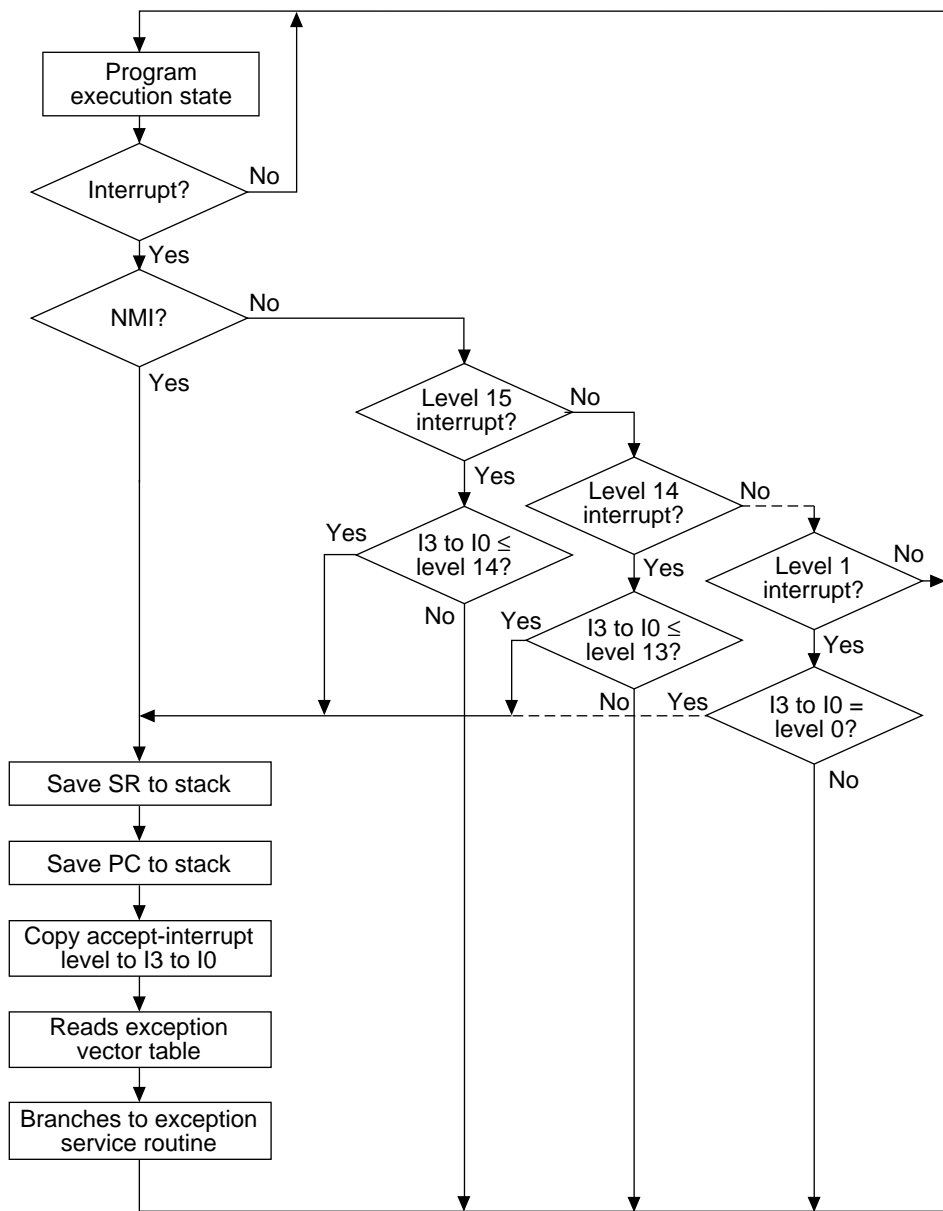 Program
execution state
Interrupt?
No
Yes
NMI?
No
Yes
Level 15
interrupt?
No
Yes
Level 14
interrupt?
No
Yes
I3 to I0 ≤
level 14?
Yes
No
Level 1
interrupt?
No
Yes
I3 to I0 ≤
level 13?
Yes
No
I3 to I0 =
level 0?
Yes
No
Save SR to stack
Save PC to stack
Copy accept-interrupt
level to I3 to I0
Reads exception
vector table
Branches to exception
service routine